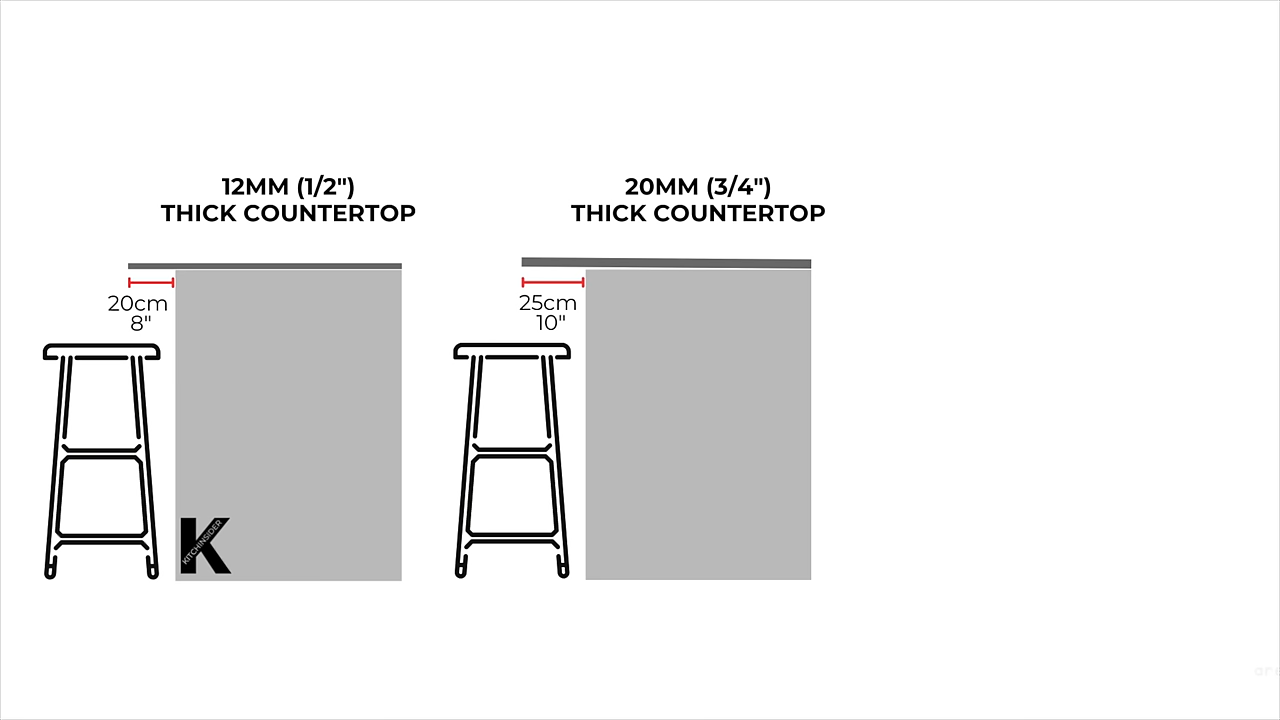 12MM (1/2")
THICK COUNTERTOP
20cm
8"
KITCHINSIDER
20MM (3/4")
THICK COUNTERTOP
25cm
10"